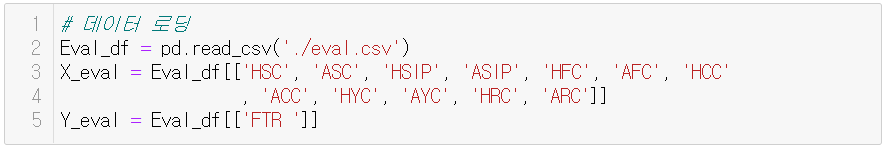 1 # 데이터 로딩
2 Eval_df = pd.read_csv('./eval.csv')
3 X_eval = Eval_df[['HSC', 'ASC', 'HSIP', 'ASIP', 'HFC', 'AFC', 'HCC'
4 , 'ACC', 'HYC', 'AYC', 'HRC', 'ARC']]
5 Y_eval = Eval_df[['FTR ']]